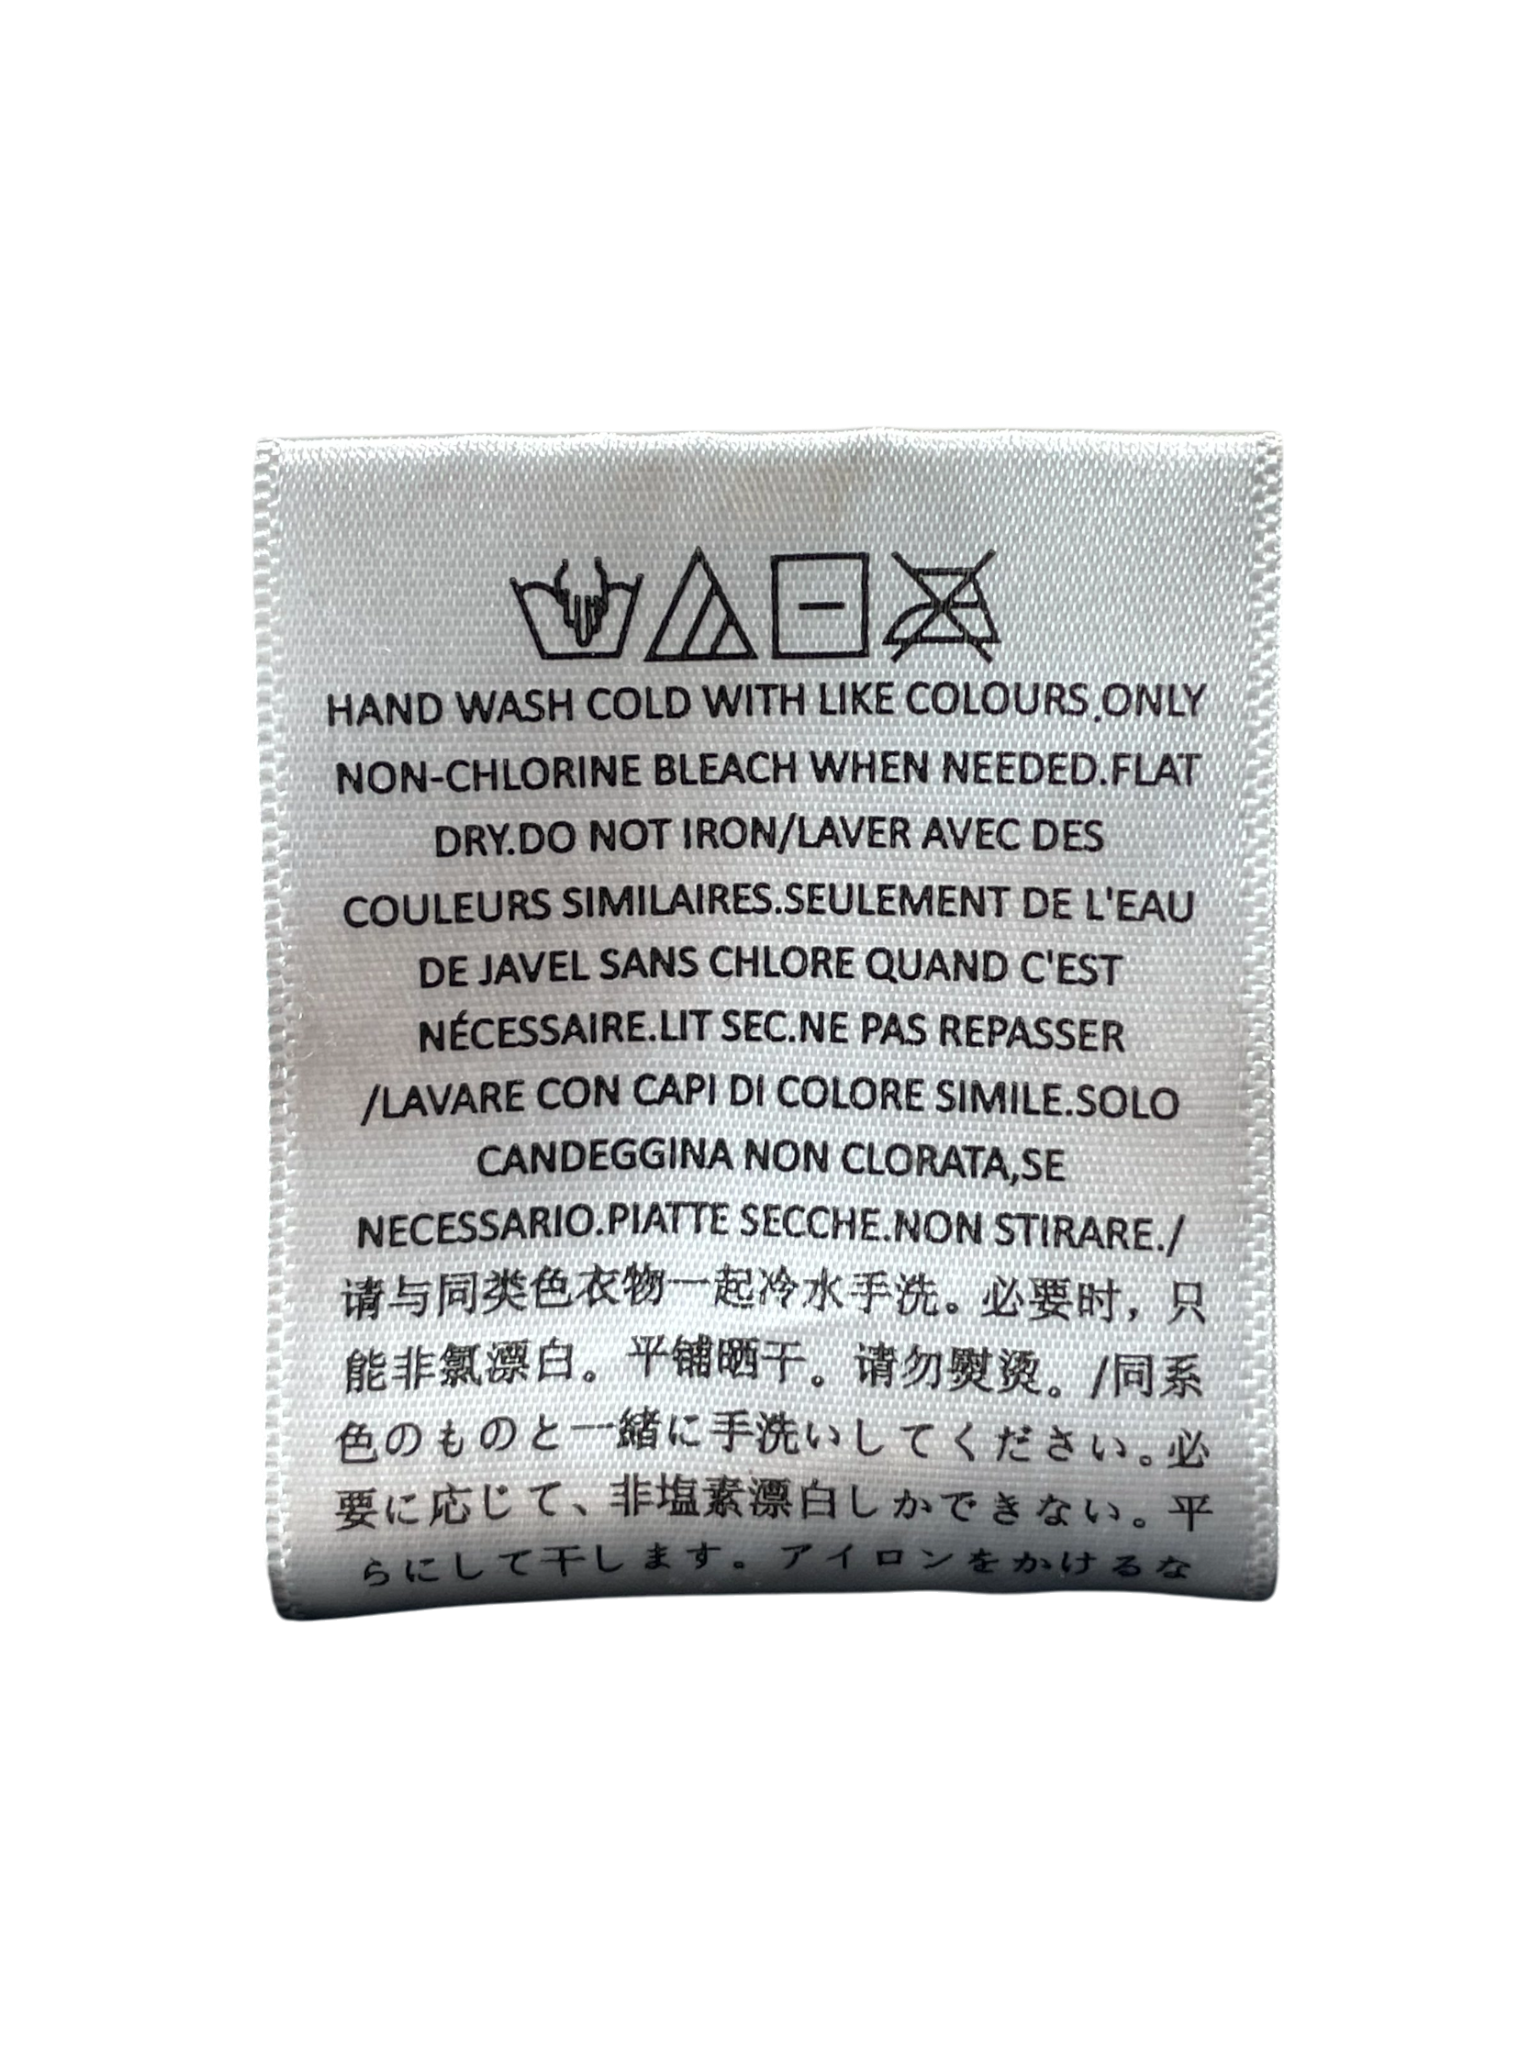 HAND WASH COLD WITH LIKE COLOURS.ONLY
NON-CHLORINE BLEACH WHEN NEEDED.FLAT
DRY.DO NOT IRON/LAVER AVEC DES
COULEURS SIMILAIRES.SEULEMENT DE L'EAU
DE JAVEL SANS CHLORE QUAND C'EST
NÉCESSAIRE.LIT SEC.NE PAS REPASSER
/LAVARE CON CAPI DI COLORE SIMILE.SOLO
CANDEGGINA NON CLORATA,SE
NECESSARIO.PIATTE SECCHE.NON STIRARE./
请与同类色衣物一起冷水手洗。必要时，只
能非氯漂白。平铺晒干。请勿熨烫。/同系
色のものと一緒に手洗いしてください。必
要に応じて、非塩素漂白しかできない。平
らにして干します。アイロンをかけるな